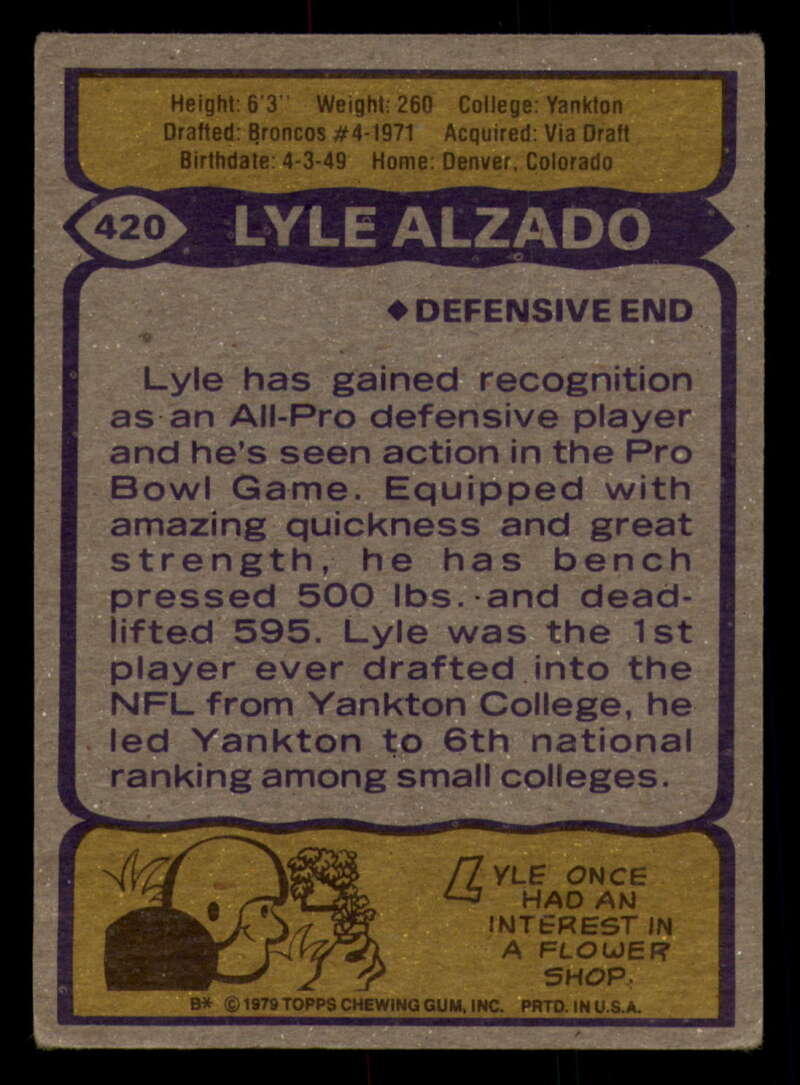 Height: 6'3" Weight: 260 College: Yankton
Drafted: Broncos #4-1971 Acquired: Via Draft
Birthdate: 4-3-49 Home: Denver, Colorado
420 LYLE ALZADO
♦ DEFENSIVE END
Lyle has gained recognition
as an All-Pro defensive player
and he's seen action in the Pro
Bowl Game. Equipped with
amazing quickness and great
strength, he has bench
pressed 500 lbs. and dead-
lifted 595. Lyle was the 1st
player ever drafted into the
NFL from Yankton College, he
led Yankton to 6th national
ranking among small colleges.
LYLE ONCE
HAD AN
INTEREST IN
A FLOWER
SHOP.
B* © 1979 TOPPS CHEWING GUM, INC. PRTD. IN U.S.A.